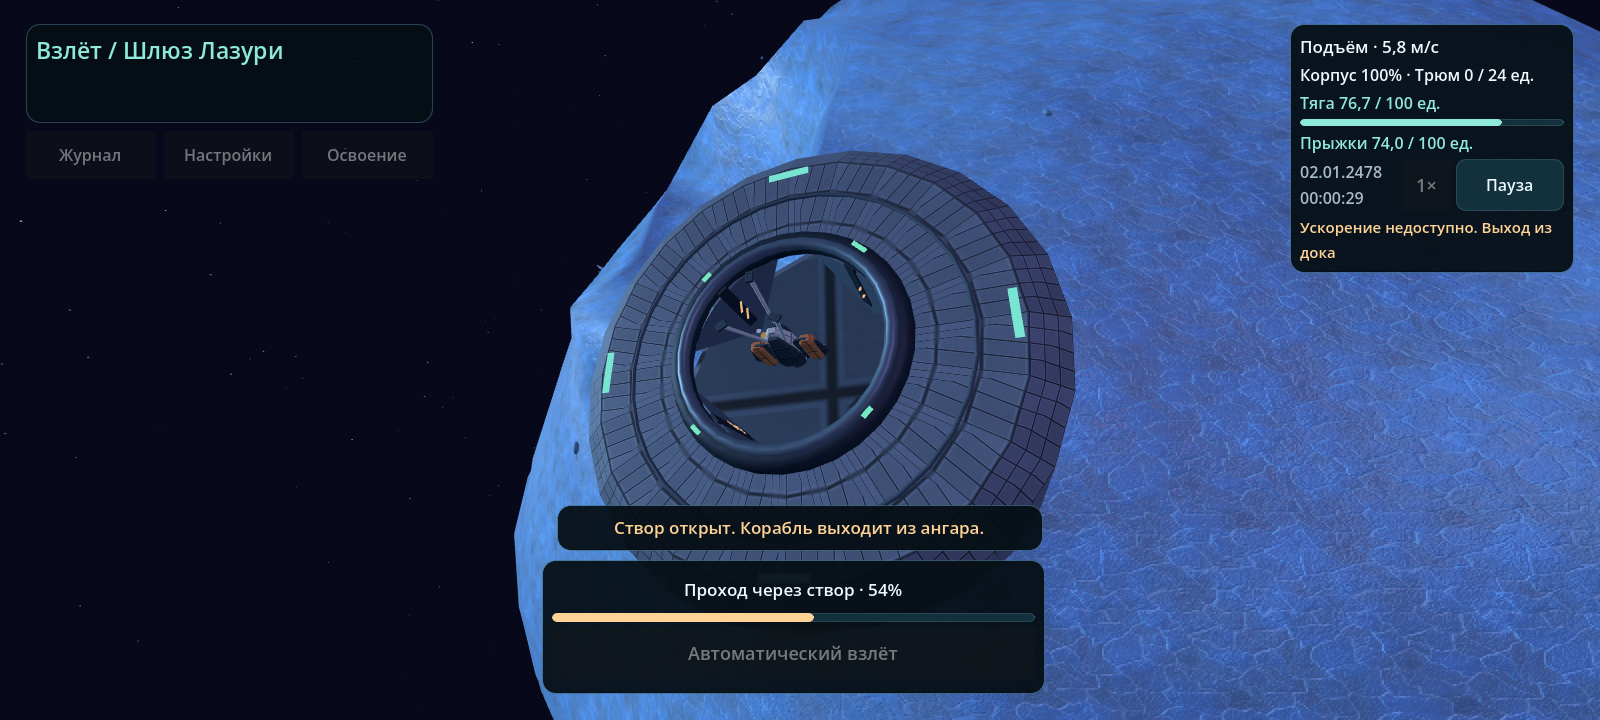 Взлёт / Шлюз Лазури
Журнал
Настройки
Освоение
Подъём · 5,8 м/с
Корпус 100% · Трюм 0 / 24 ед.
Тяга 76,7 / 100 ед.
Прыжки 74,0 / 100 ед.
02.01.2478
00:00:29
1×
Пауза
Ускорение недоступно. Выход из
дока
Створ открыт. Корабль выходит из ангара.
Проход через створ · 54%
Автоматический взлёт